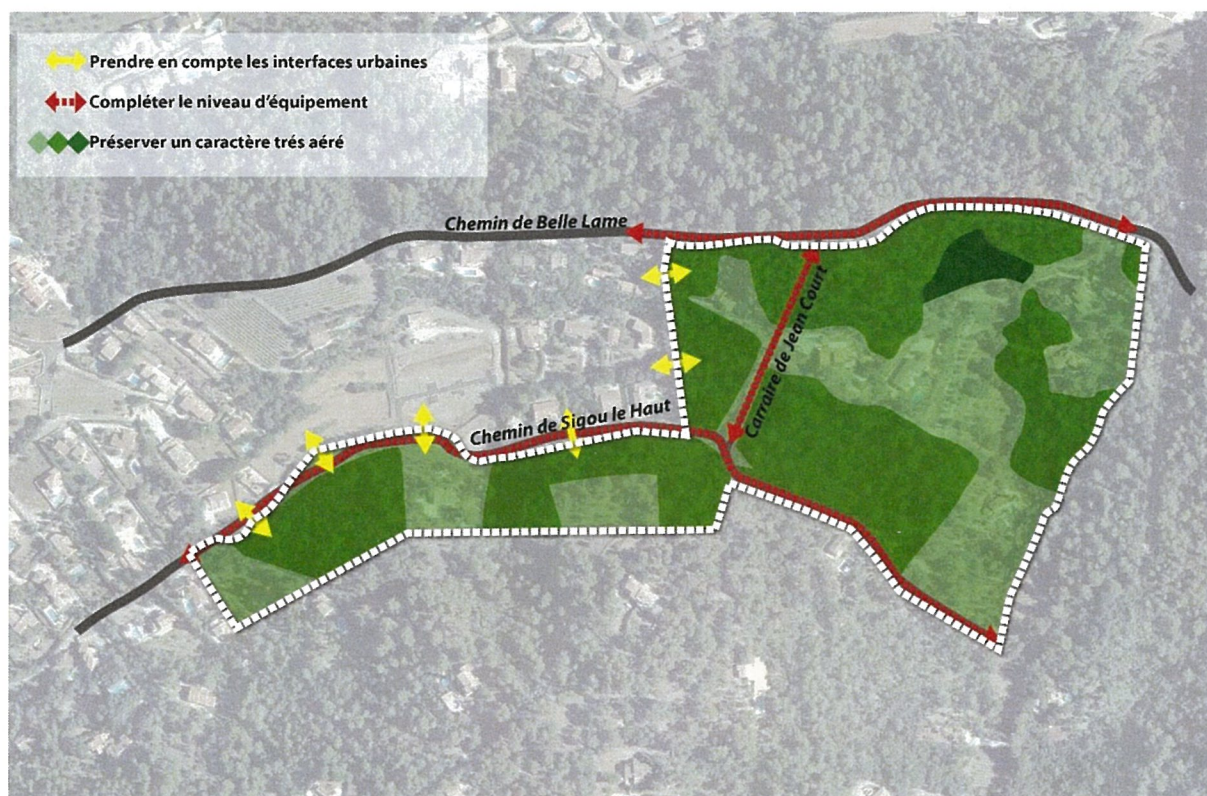 Prendre en compte les interfaces urbaines
Compléter le niveau d'équipement
Préserver un caractère trés aéré
Chemin de Belle Lame
Carraire de Jean Court
Chemin de Sigou le Haut